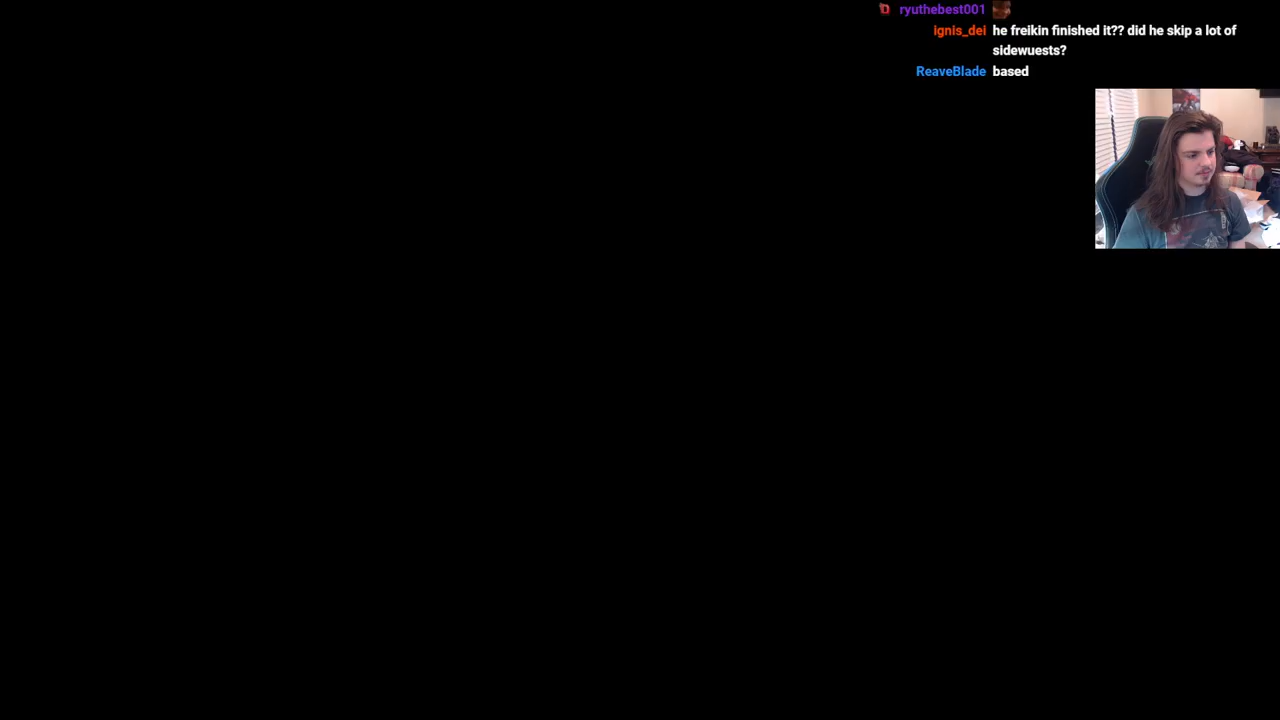 ryuthebest001
ignis_dei he freikin finished it?? did he skip a lot of
sidewuests?
ReaveBlade based